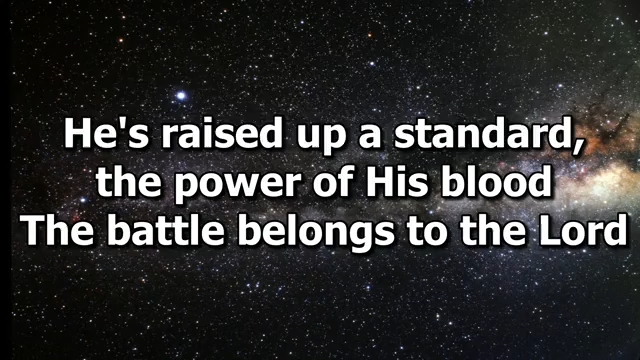 He's raised up a standard,
the power of His blood
The battle belongs to the Lord